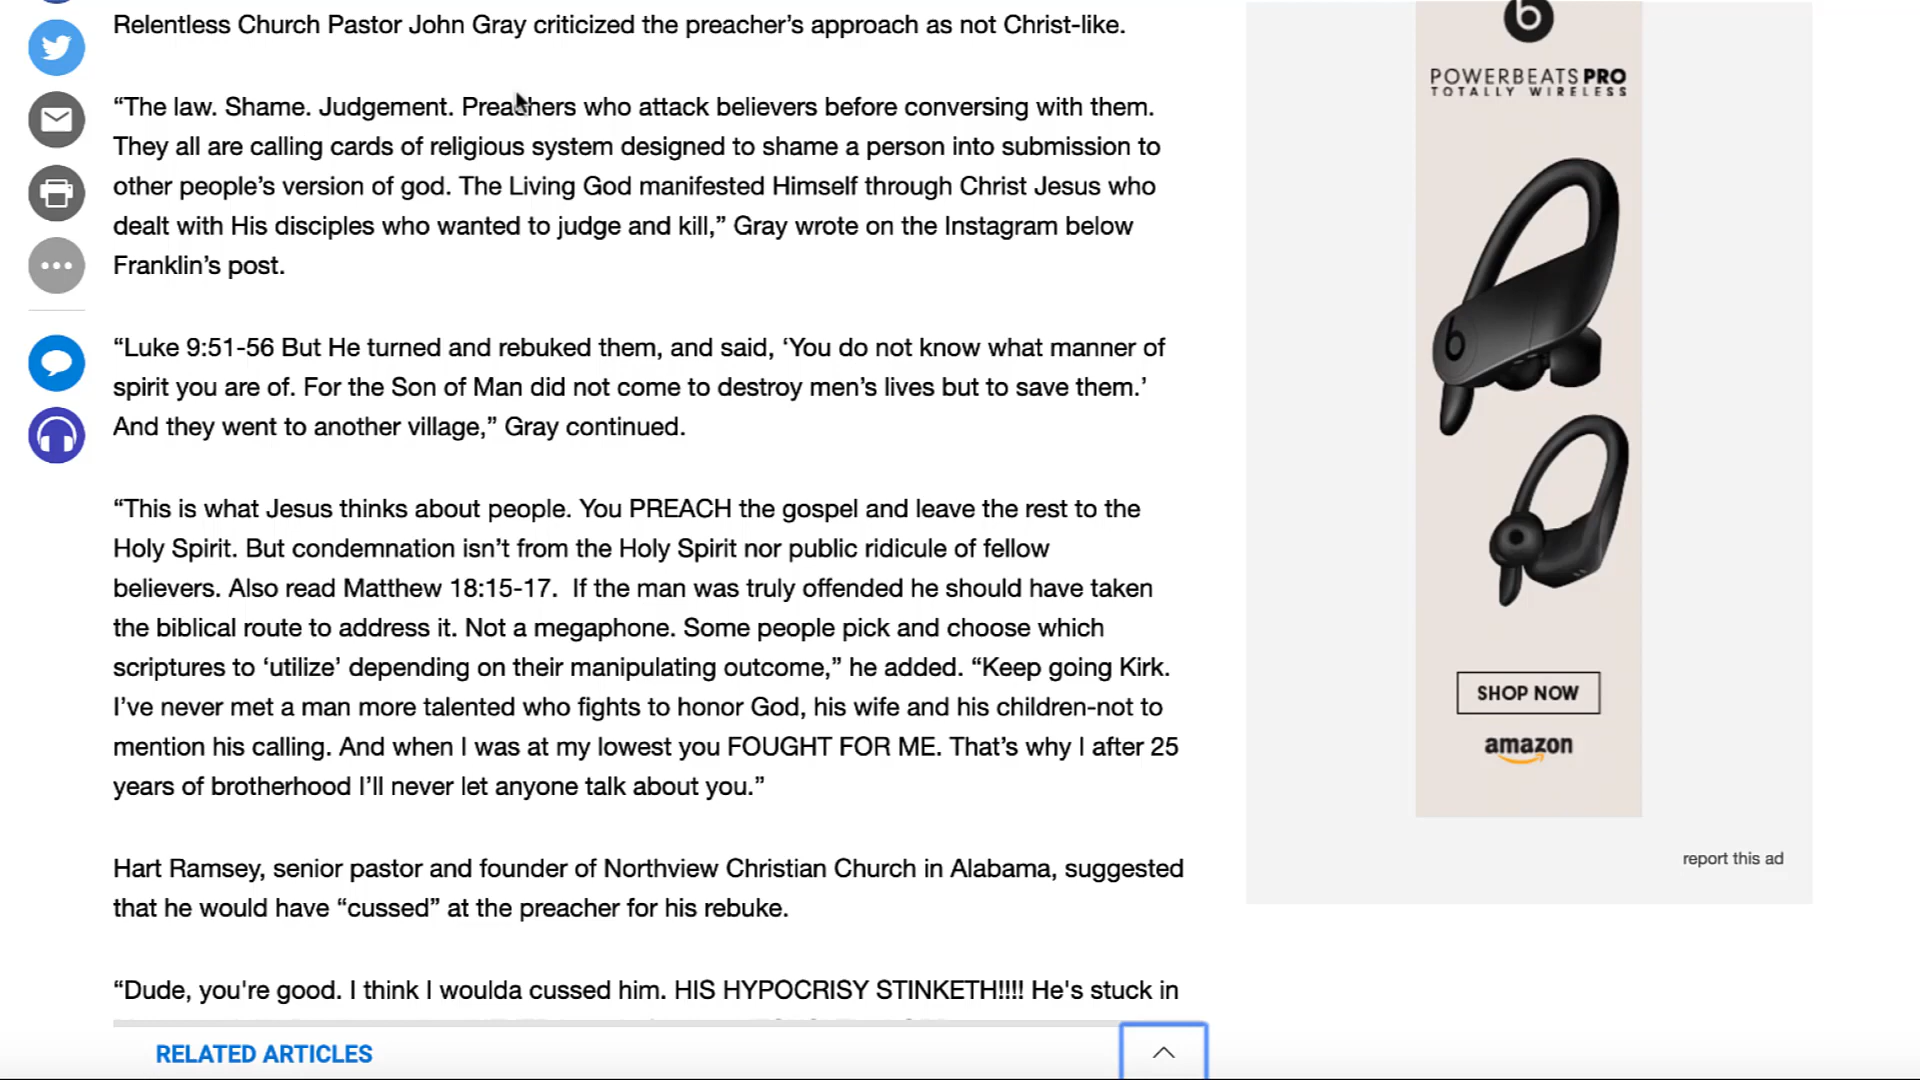 Relentless Church Pastor John Gray criticized the preacher’s approach as not Christ-like.
“The law. Shame. Judgement. Preachers who attack believers before conversing with them.
They all are calling cards of religious system designed to shame a person into submission to
other people’s version of god. The Living God manifested Himself through Christ Jesus who
dealt with His disciples who wanted to judge and kill,” Gray wrote on the Instagram below
Franklin’s post.
“Luke 9:51-56 But He turned and rebuked them, and said, ‘You do not know what manner of
spirit you are of. For the Son of Man did not come to destroy men’s lives but to save them.’
And they went to another village,” Gray continued.
“This is what Jesus thinks about people. You PREACH the gospel and leave the rest to the
Holy Spirit. But condemnation isn’t from the Holy Spirit nor public ridicule of fellow
believers. Also read Matthew 18:15-17.  If the man was truly offended he should have taken
the biblical route to address it. Not a megaphone. Some people pick and choose which
scriptures to ‘utilize’ depending on their manipulating outcome,” he added. “Keep going Kirk.
I’ve never met a man more talented who fights to honor God, his wife and his children-not to
mention his calling. And when I was at my lowest you FOUGHT FOR ME. That’s why I after 25
years of brotherhood I’ll never let anyone talk about you.”
Hart Ramsey, senior pastor and founder of Northview Christian Church in Alabama, suggested
that he would have “cussed” at the preacher for his rebuke.
“Dude, you're good. I think I woulda cussed him. HIS HYPOCRISY STINKETH!!!! He's stuck in
RELATED ARTICLES
POWERBEATS PRO
TOTALLY WIRELESS
SHOP NOW
amazon
report this ad